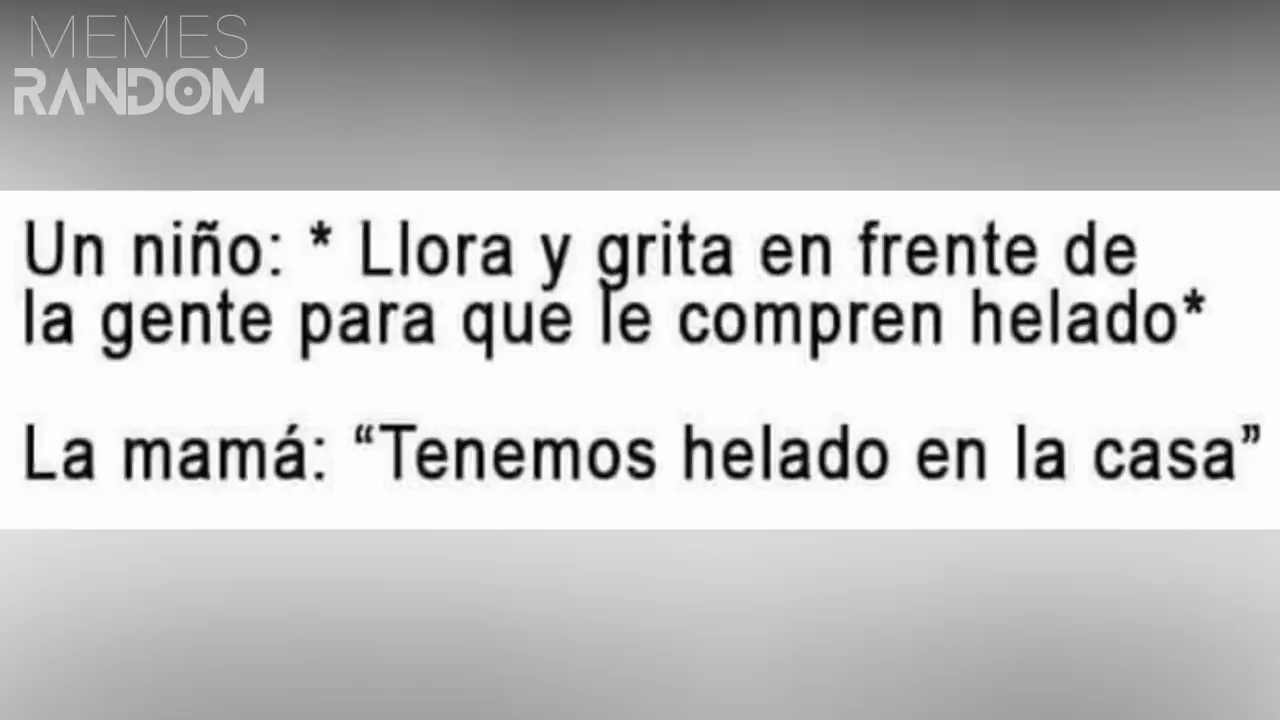 MEMES
RANDOM
Un niño: * Llora y grita en frente de
la gente para que le compren helado*
La mamá: “Tenemos helado en la casa”